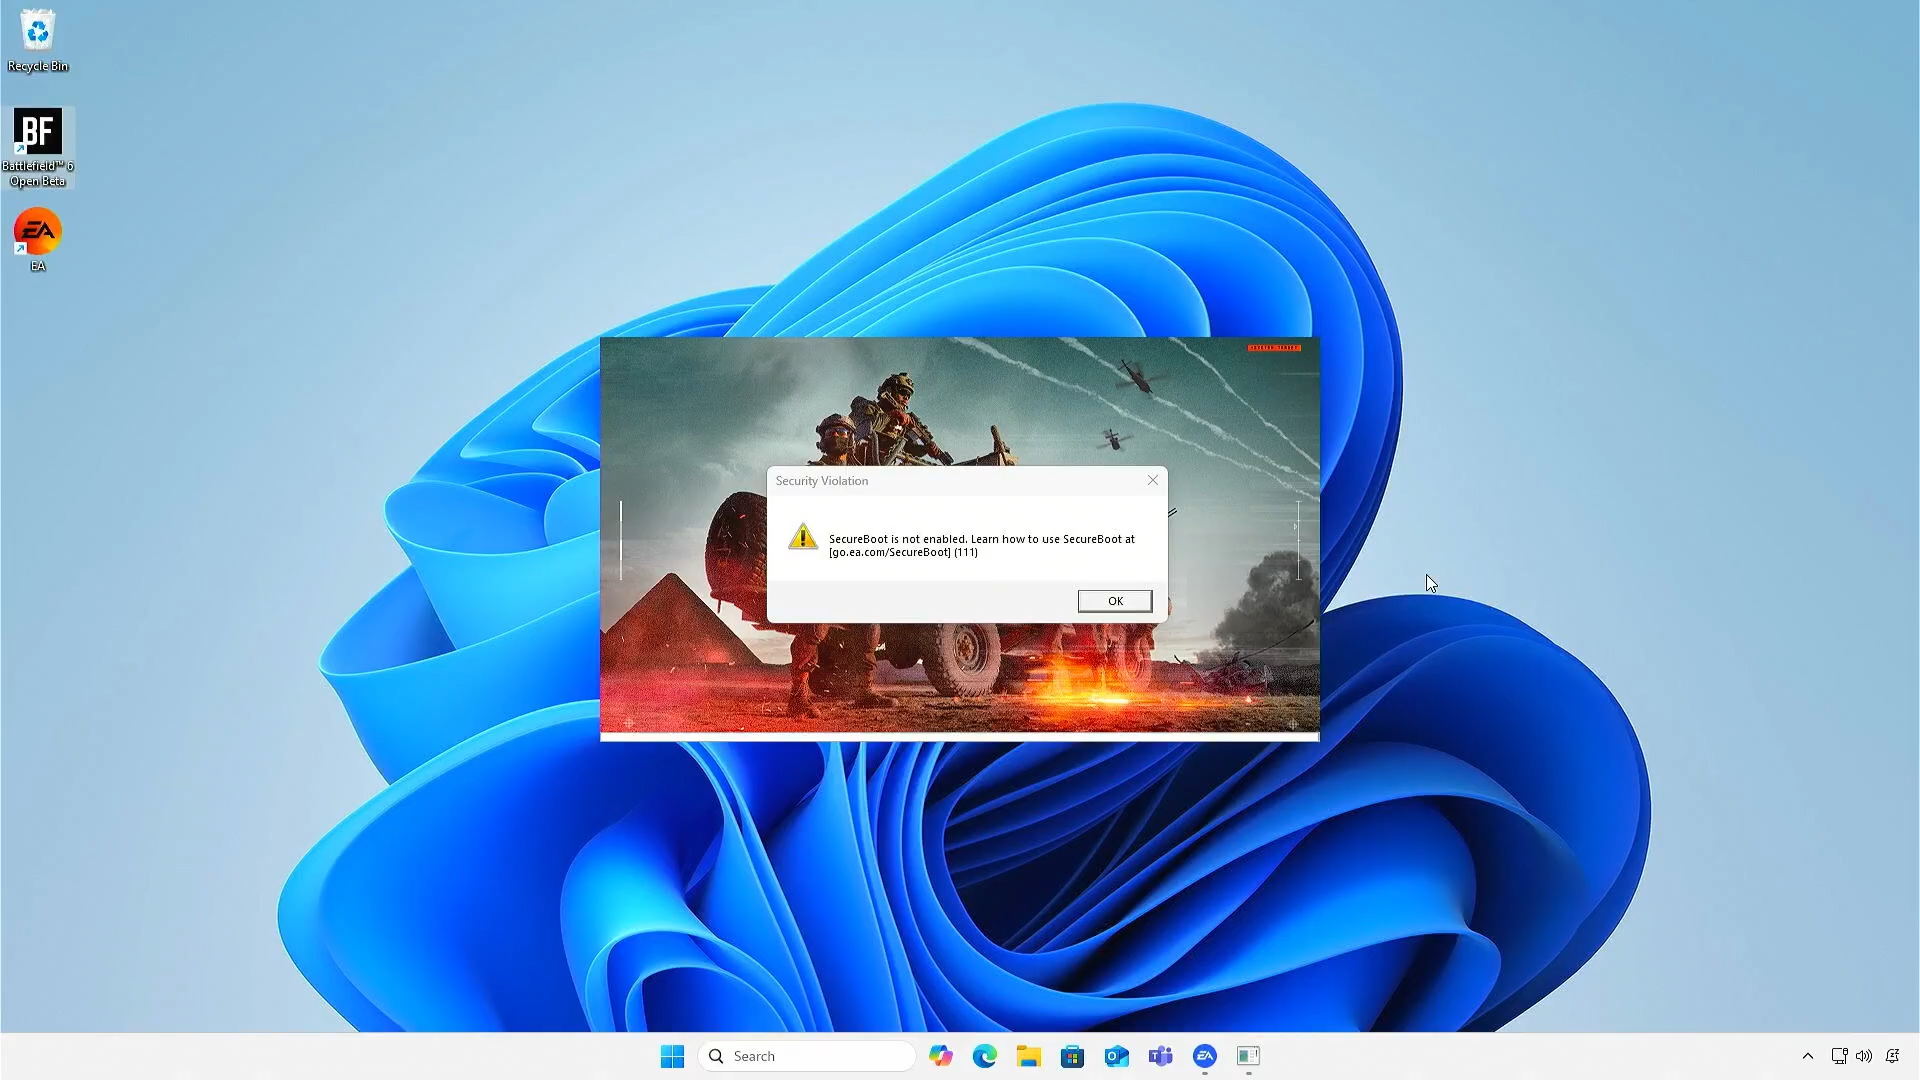 Recycle Bin
BF
Battlefield™ 6
Open Beta
EA
EA
Security Violation
SecureBoot is not enabled. Learn how to use SecureBoot at
[go.ea.com/SecureBoot] (111)
OK
Search
EA